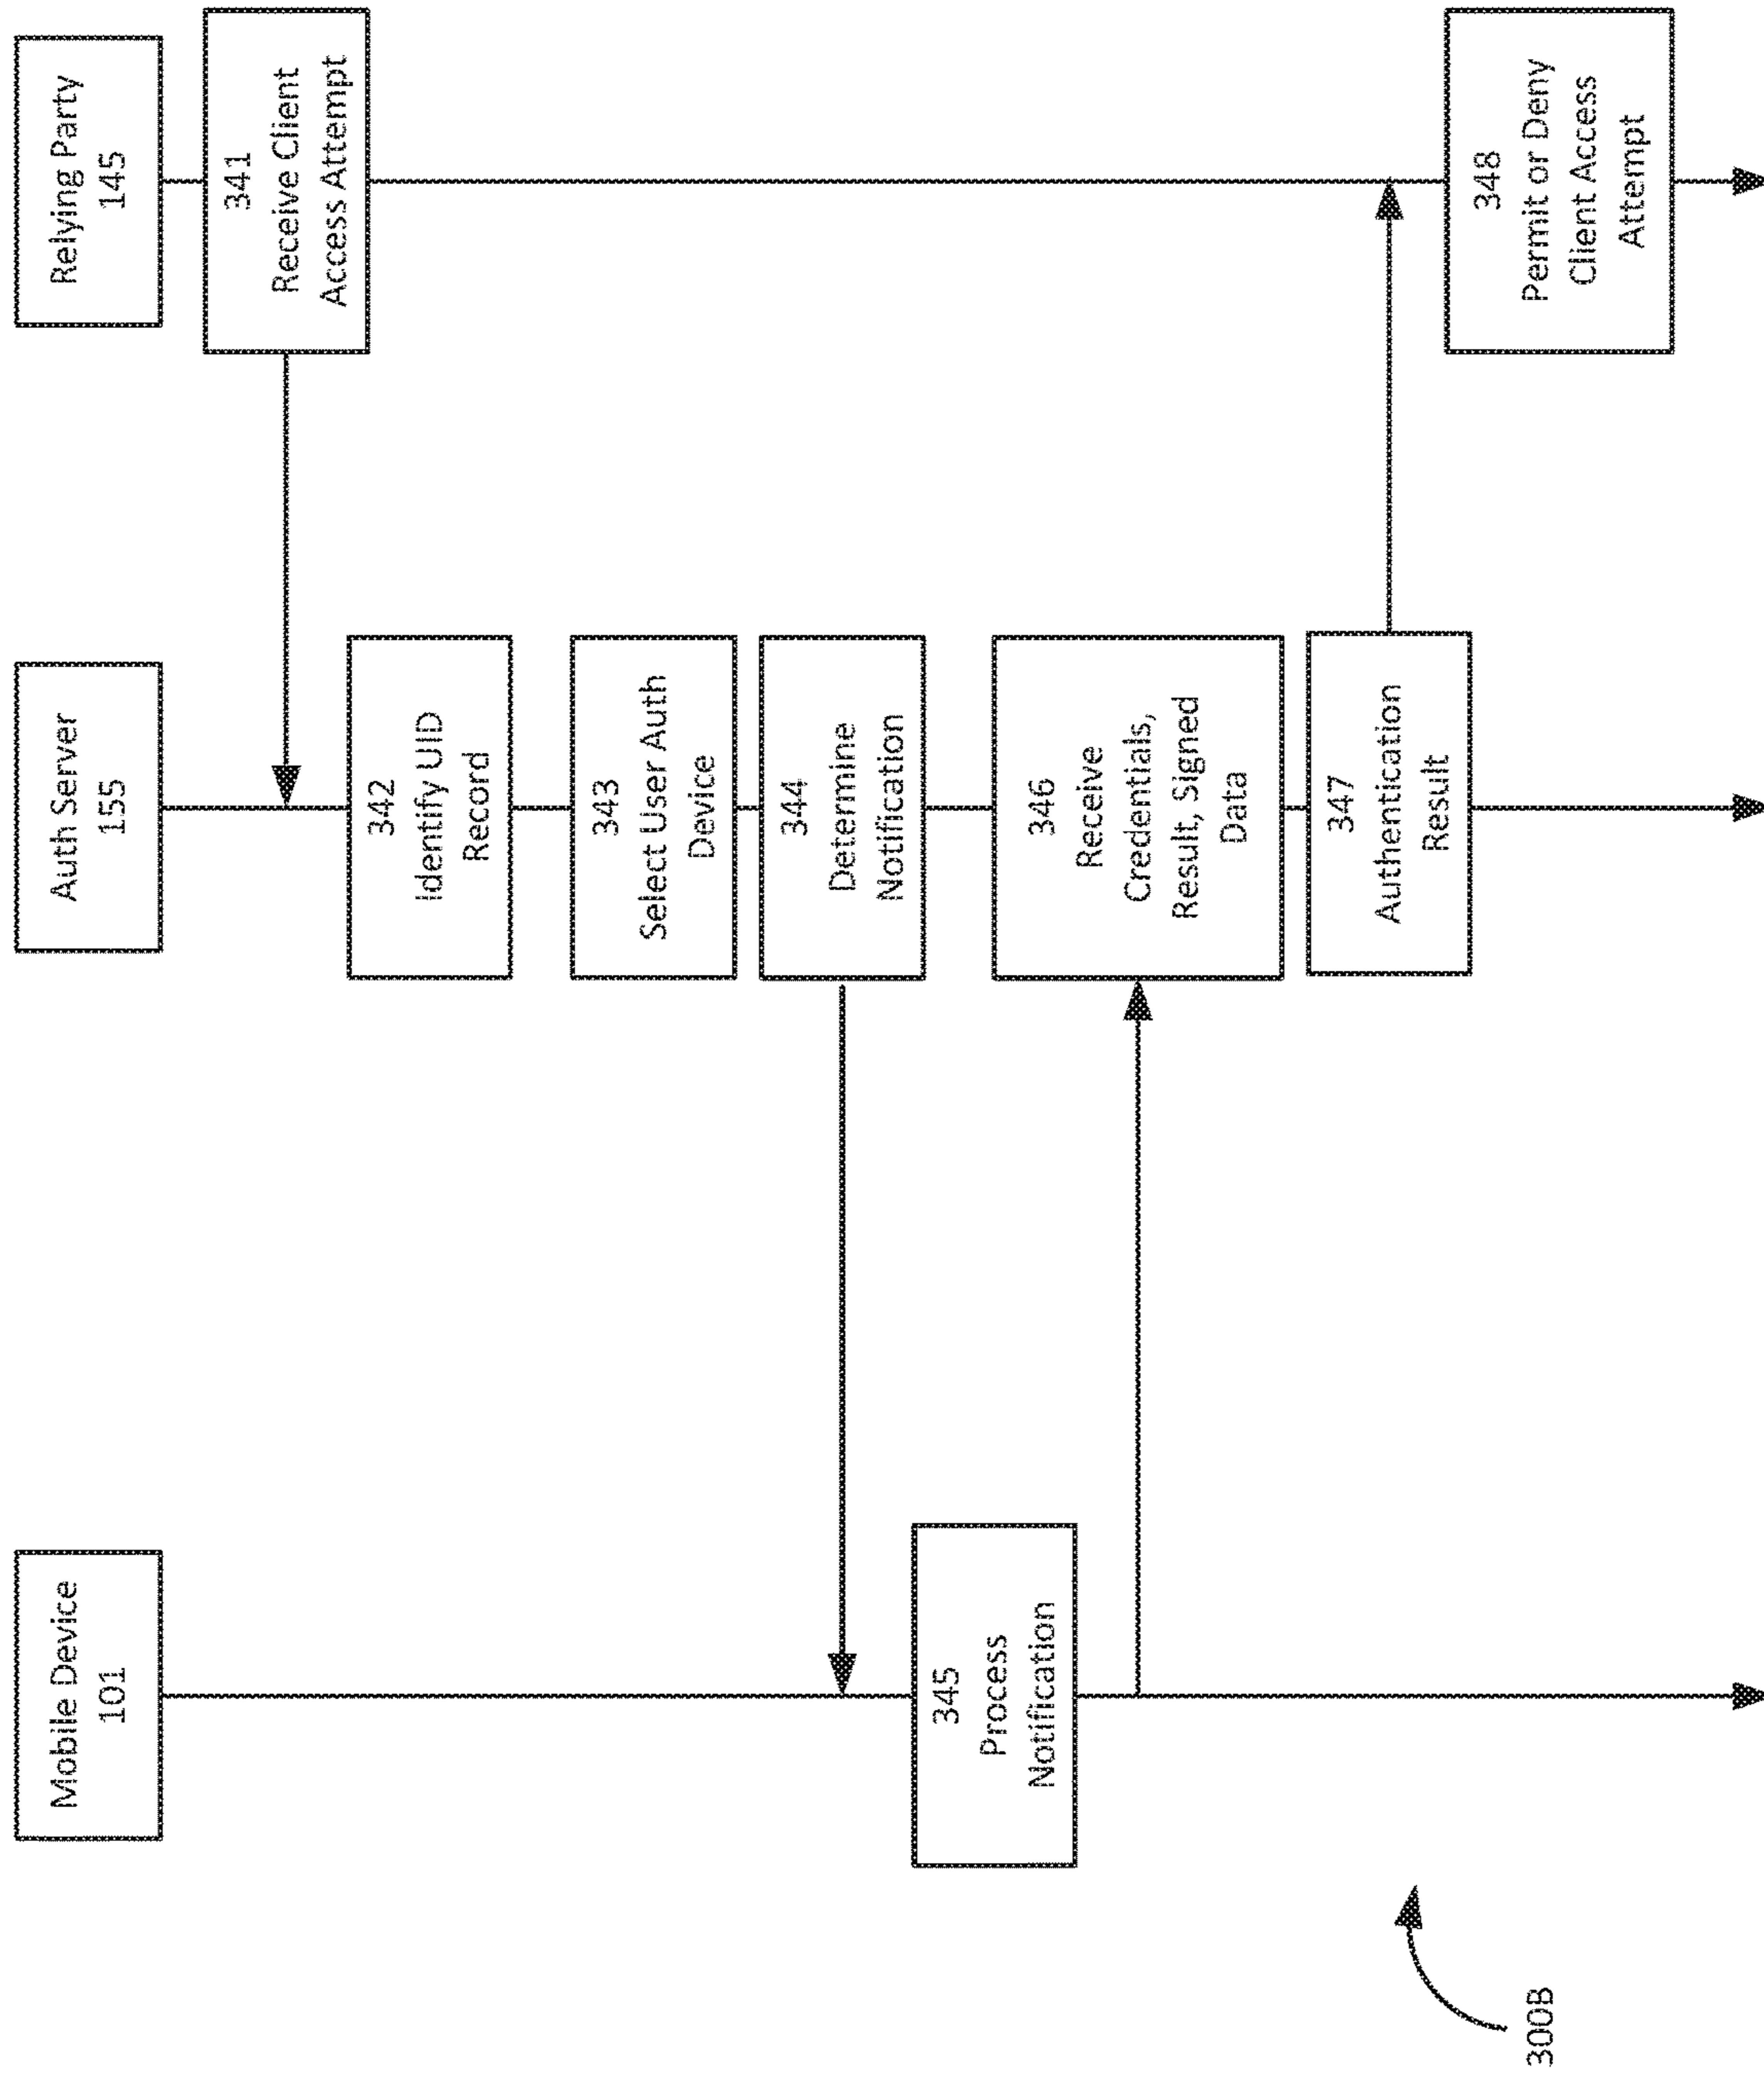 Mobile Device
101
Auth Server
155
Relying Party
145
341
Receive Client
Access Attempt
342
Identify UID
Record
343
Select User Auth
Device
344
Determine
Notification
345
Process
Notification
346
Receive
Credentials,
Result, Signed
Data
347
Authentication
Result
348
Permit or Deny
Client Access
Attempt
300B